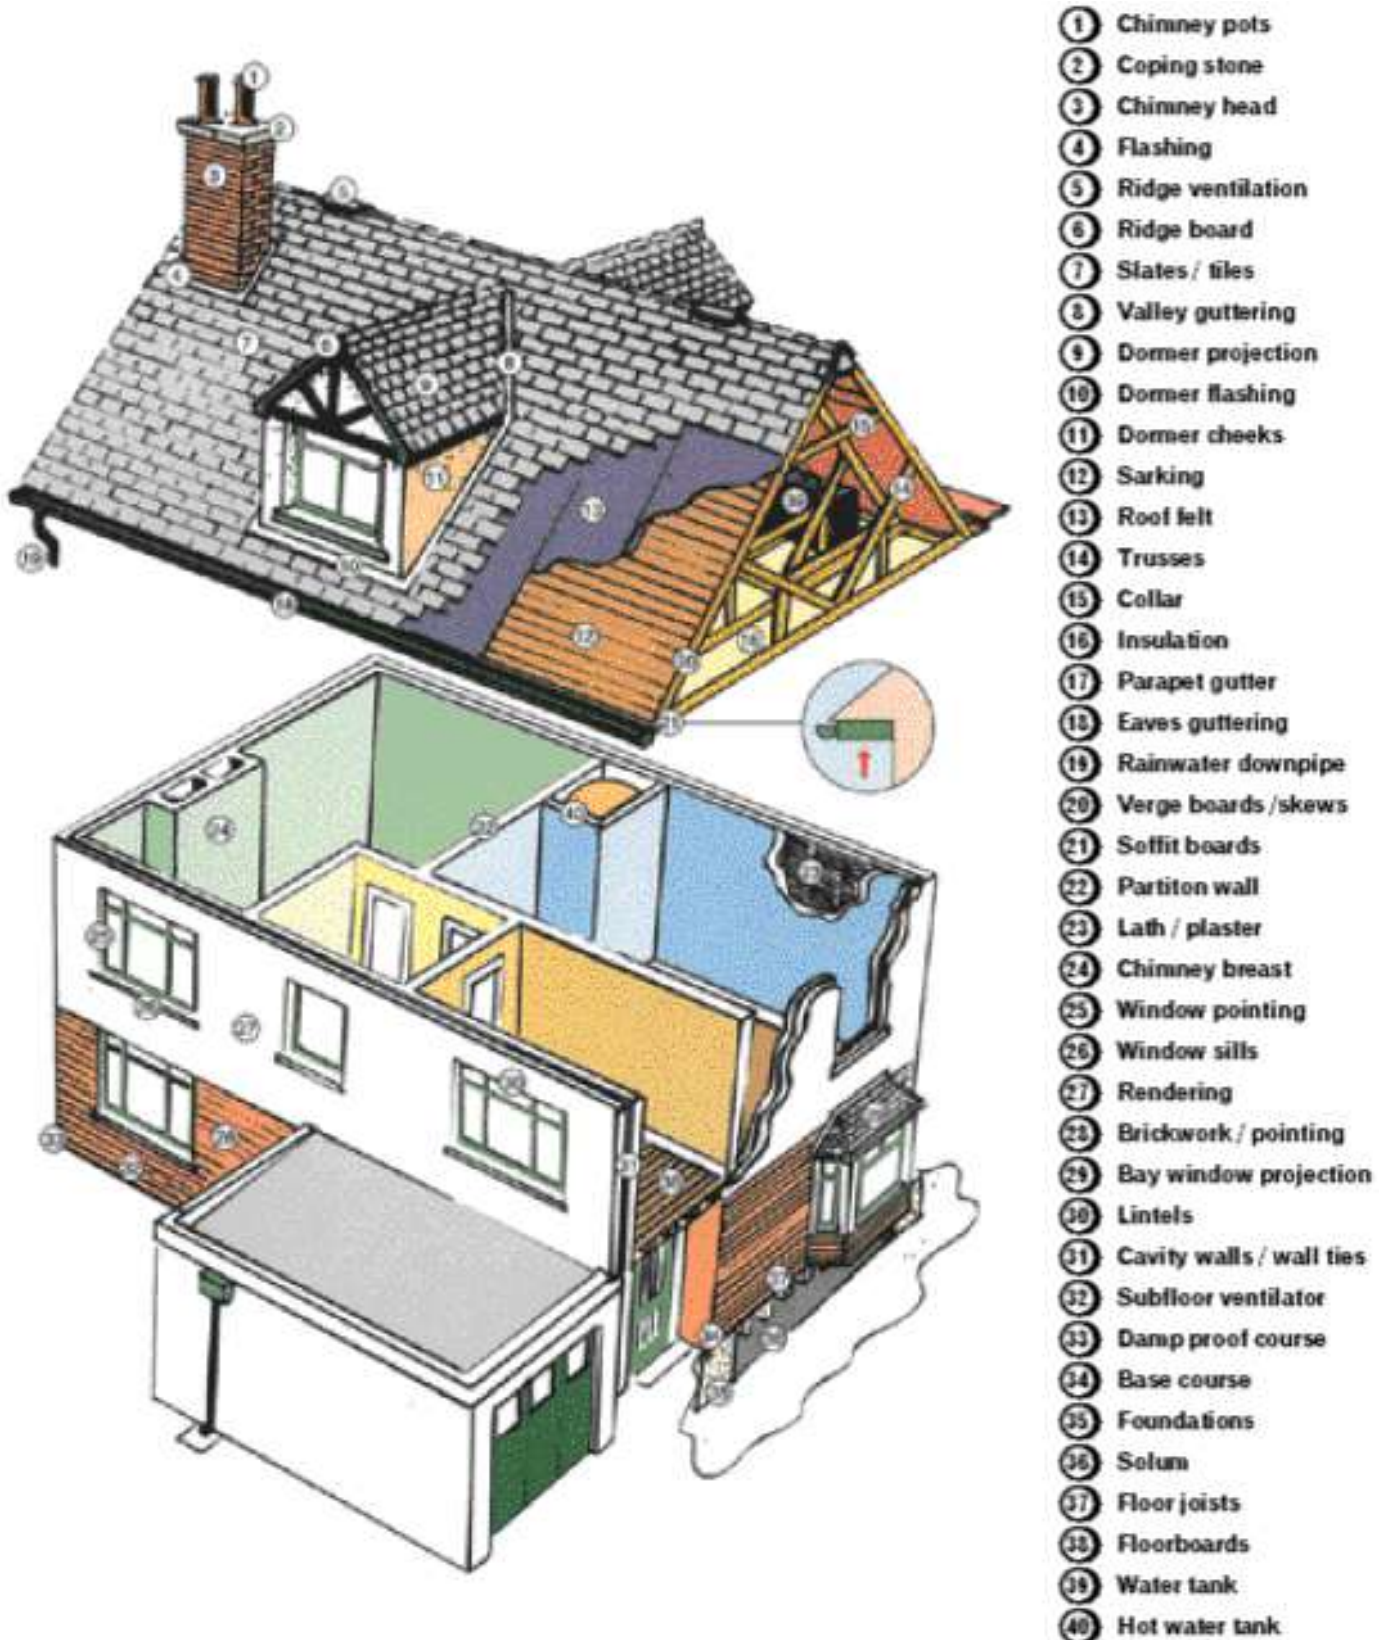 1 Chimney pots
2 Coping stone
3 Chimney head
4 Flashing
5 Ridge ventilation
6 Ridge board
7 Slates / tiles
8 Valley guttering
9 Dormer projection
10 Dormer flashing
11 Dormer cheeks
12 Sarking
13 Roof felt
14 Trusses
15 Collar
16 Insulation
17 Parapet gutter
18 Eaves guttering
19 Rainwater downpipe
20 Verge boards / skews
21 Soffit boards
22 Partiton wall
23 Lath / plaster
24 Chimney breast
25 Window pointing
26 Window sills
27 Rendering
28 Brickwork / pointing
29 Bay window projection
30 Lintels
31 Cavity walls / wall ties
32 Subfloor ventilator
33 Damp proof course
34 Base course
35 Foundations
36 Solum
37 Floor joists
38 Floorboards
39 Water tank
40 Hot water tank